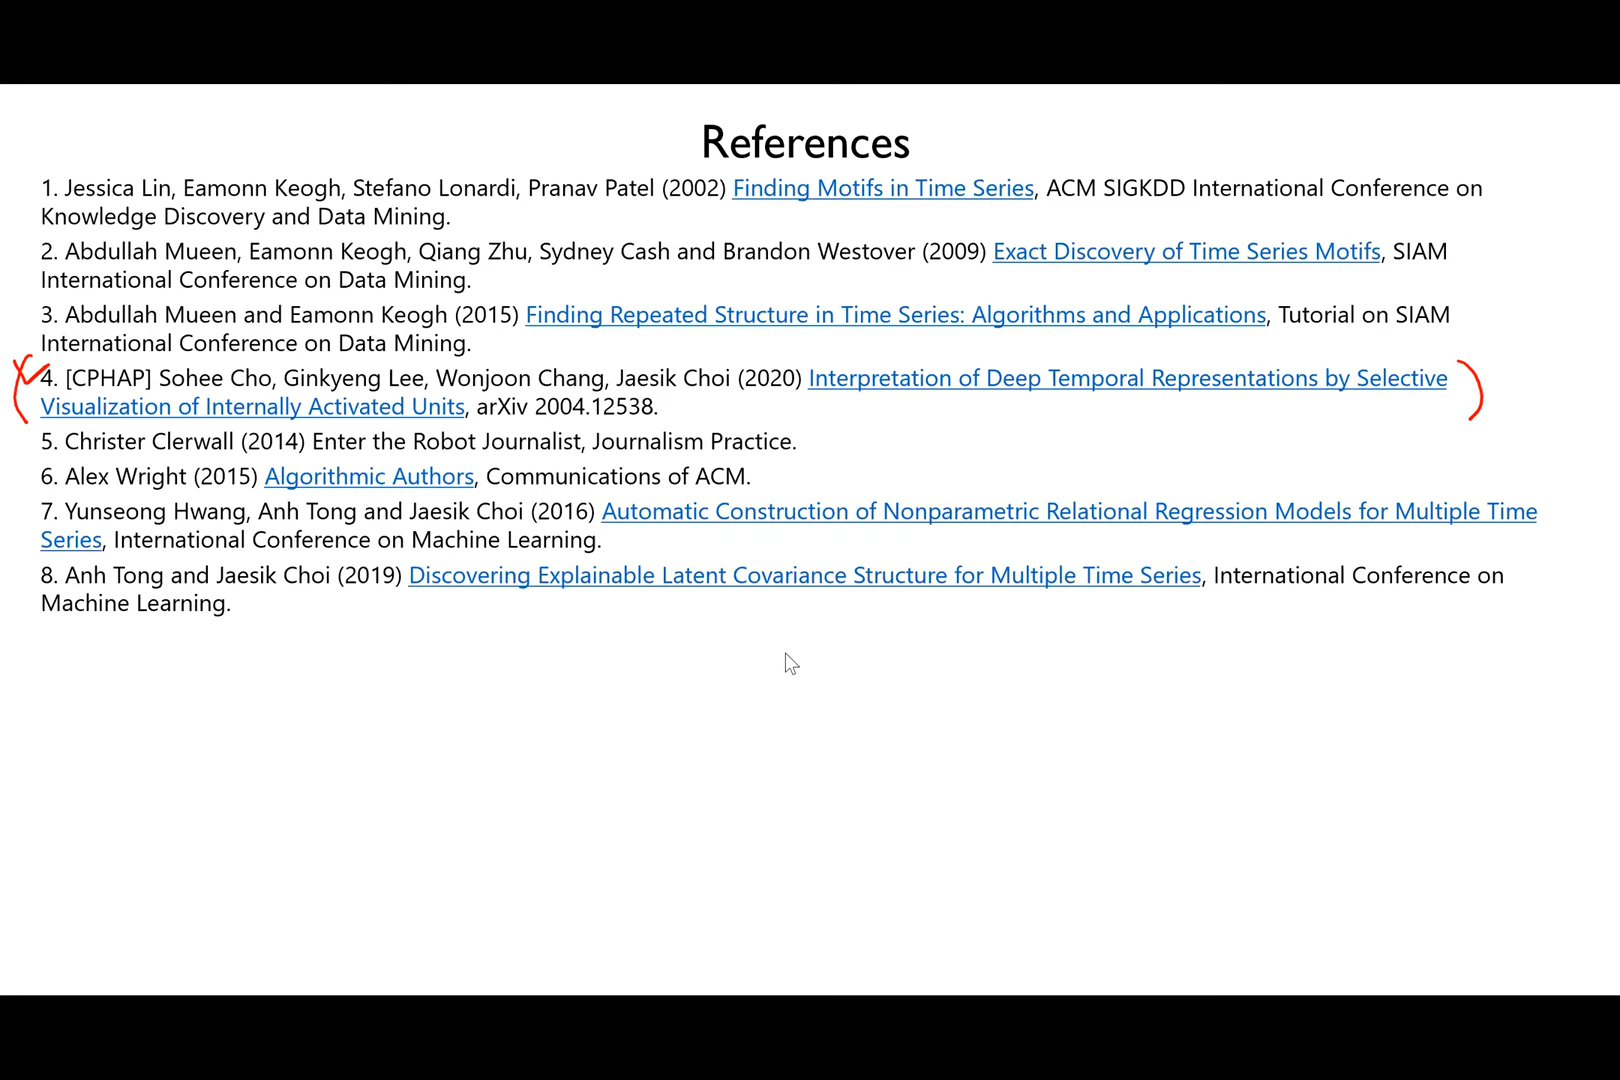 References
1. Jessica Lin, Eamonn Keogh, Stefano Lonardi, Pranav Patel (2002) Finding Motifs in Time Series, ACM SIGKDD International Conference on
Knowledge Discovery and Data Mining.
2. Abdullah Mueen, Eamonn Keogh, Qiang Zhu, Sydney Cash and Brandon Westover (2009) Exact Discovery of Time Series Motifs, SIAM
International Conference on Data Mining.
3. Abdullah Mueen and Eamonn Keogh (2015) Finding Repeated Structure in Time Series: Algorithms and Applications, Tutorial on SIAM
International Conference on Data Mining.
4. [CPHAP] Sohee Cho, Ginkyeng Lee, Wonjoon Chang, Jaesik Choi (2020) Interpretation of Deep Temporal Representations by Selective
Visualization of Internally Activated Units, arXiv 2004.12538.
5. Christer Clerwall (2014) Enter the Robot Journalist, Journalism Practice.
6. Alex Wright (2015) Algorithmic Authors, Communications of ACM.
7. Yunseong Hwang, Anh Tong and Jaesik Choi (2016) Automatic Construction of Nonparametric Relational Regression Models for Multiple Time
Series, International Conference on Machine Learning.
8. Anh Tong and Jaesik Choi (2019) Discovering Explainable Latent Covariance Structure for Multiple Time Series, International Conference on
Machine Learning.